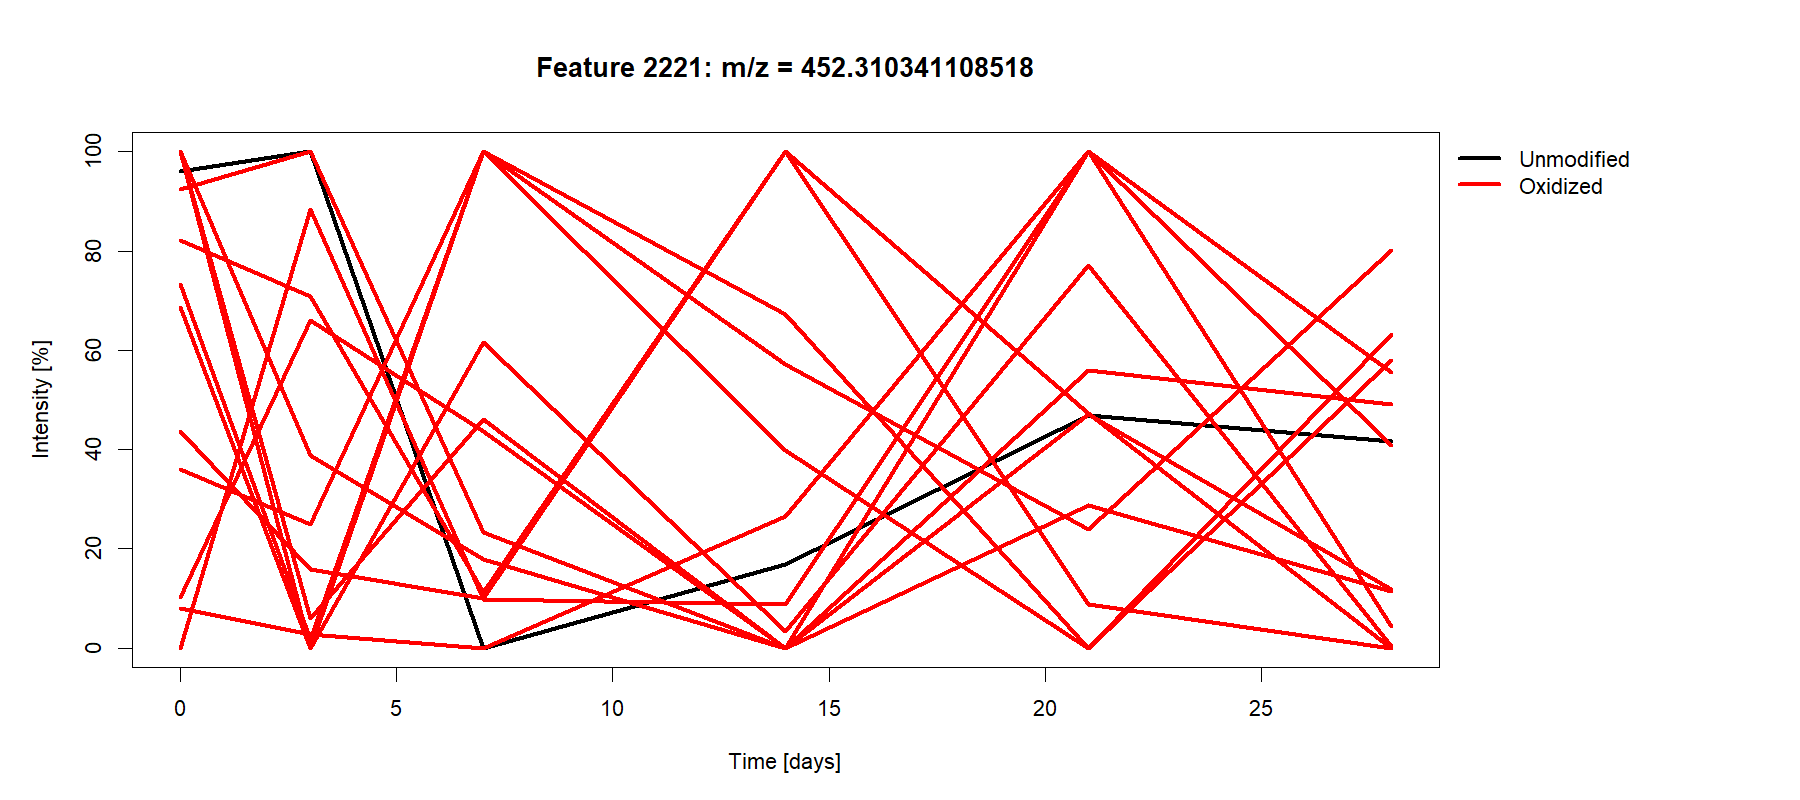 Feature 2221: m/z = 452.310341108518
Unmodified
Oxidized
Intensity [%]
100
80
60
40
20
0
0 5 10 15 20 25
Time [days]